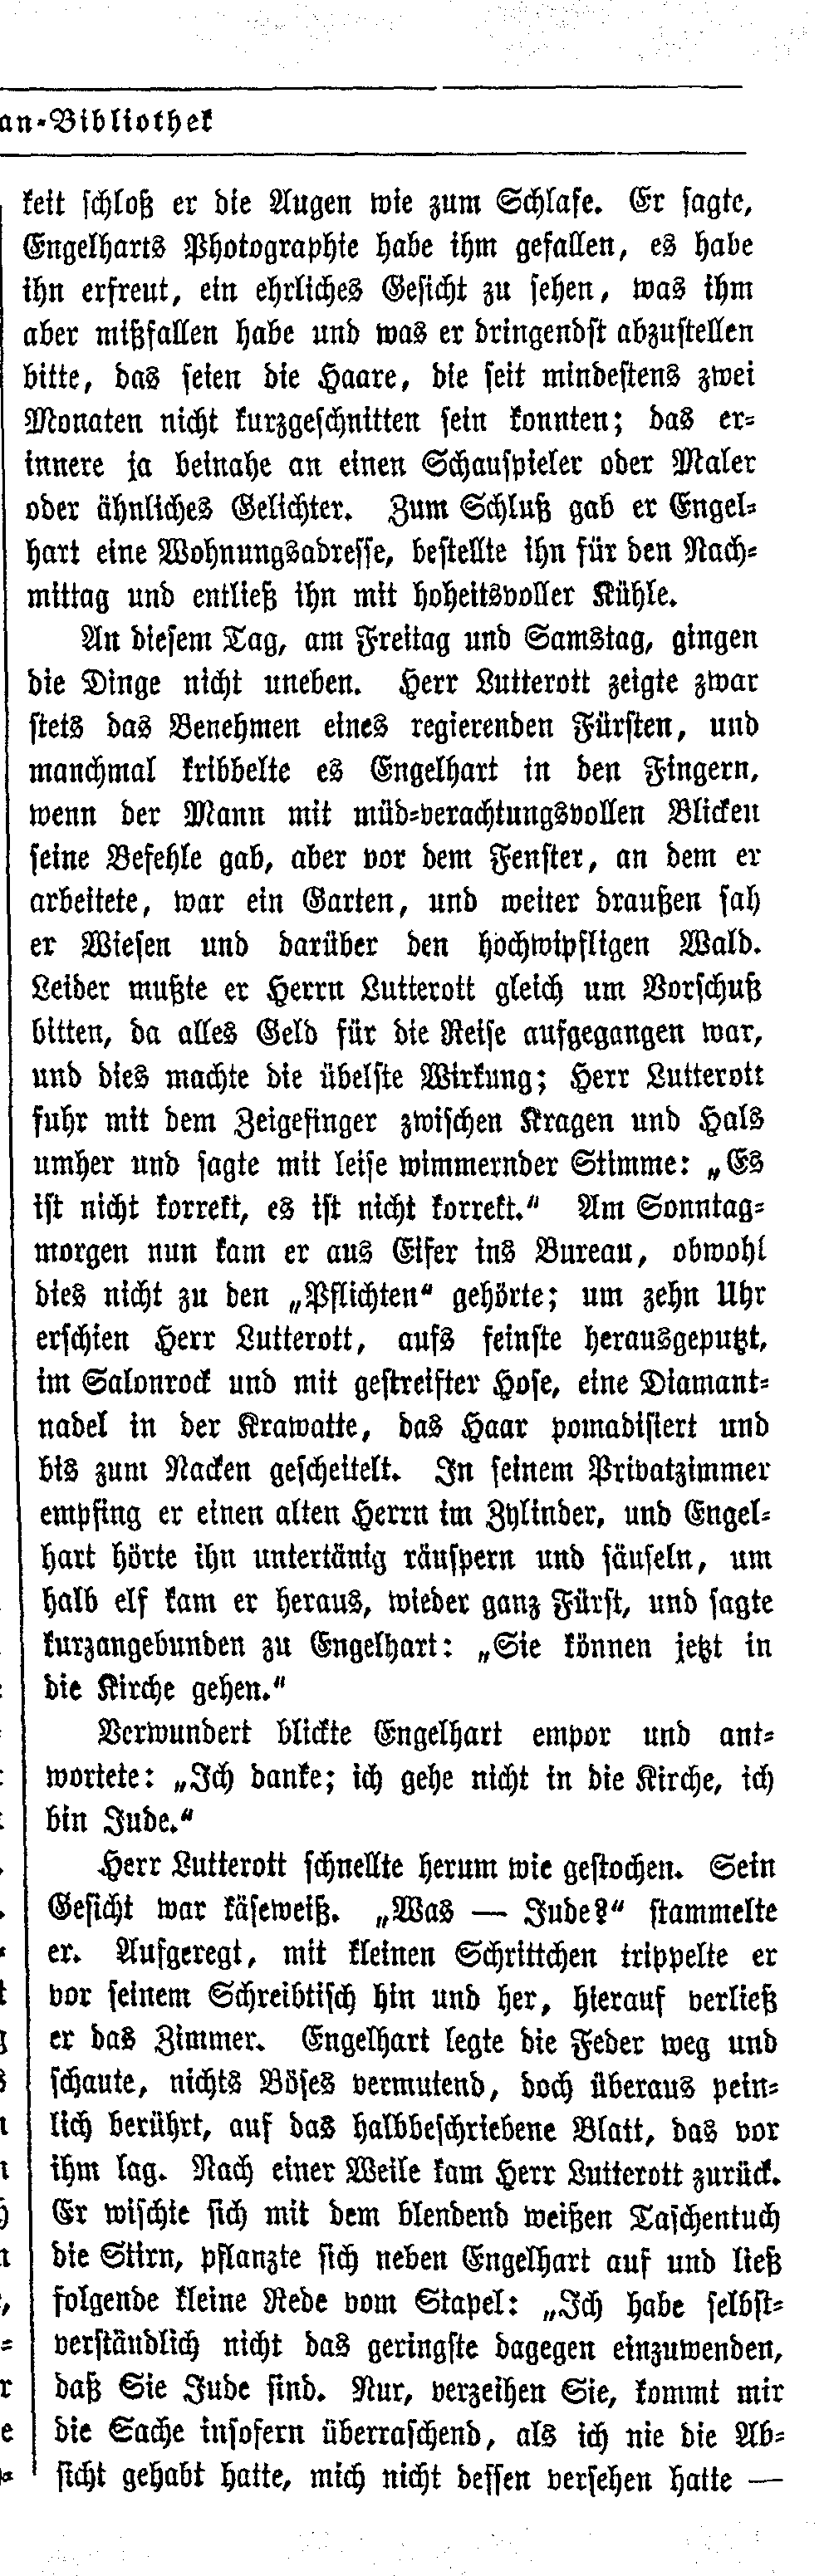 an-Bibliothek
keit schloß er die Augen wie zum Schlafe. Er sagte,
Engelharts Photographie habe ihm gefallen, es habe
ihn erfreut, ein ehrliches Gesicht zu sehen, was ihm
aber mißfallen habe und was er dringendst abzustellen
bitte, das seien die Haare, die seit mindestens zwei
Monaten nicht kurzgeschnitten sein konnten; das er-
innere ja beinahe an einen Schauspieler oder Maler
oder ähnliches Gelichter. Zum Schluß gab er Engel-
hart eine Wohnungsadresse, bestellte ihn für den Nach-
mittag und entließ ihn mit hoheitsvoller Kühle.
An diesem Tag, am Freitag und Samstag, gingen
die Dinge nicht uneben. Herr Lutterott zeigte zwar
stets das Benehmen eines regierenden Fürsten, und
manchmal kribbelte es Engelhart in den Fingern,
wenn der Mann mit müd-verachtungsvollen Blicken
seine Befehle gab, aber vor dem Fenster, an dem er
arbeitete, war ein Garten, und weiter draußen sah
er Wiesen und darüber den hochwipfligen Wald.
Leider mußte er Herrn Lutterott gleich um Vorschuß
bitten, da alles Geld für die Reise aufgegangen war,
und dies machte die übelste Wirkung; Herr Lutterott
fuhr mit dem Zeigefinger zwischen Kragen und Hals
umher und sagte mit leise wimmernder Stimme: „Es
ist nicht korrekt, es ist nicht korrekt.“ Am Sonntag-
morgen nun kam er aus Eifer ins Bureau, obwohl
dies nicht zu den „Pflichten“ gehörte; um zehn Uhr
erschien Herr Lutterott, aufs feinste herausgeputzt,
im Salonrock und mit gestreifter Hose, eine Diamant-
nadel in der Krawatte, das Haar pomadisiert und
bis zum Nacken gescheitelt. In seinem Privatzimmer
empfing er einen alten Herrn im Zylinder, und Engel-
hart hörte ihn untertänig räuspern und säuseln, um
halb elf kam er heraus, wieder ganz Fürst, und sagte
kurzangebunden zu Engelhart: „Sie können jetzt in
die Kirche gehen.“
Verwundert blickte Engelhart empor und ant-
wortete: „Ich danke; ich gehe nicht in die Kirche, ich
bin Jude.“
Herr Lutterott schnellte herum wie gestochen. Sein
Gesicht war käseweiß. „Was — Jude?“ stammelte
er. Aufgeregt, mit kleinen Schrittchen trippelte er
vor seinem Schreibtisch hin und her, hierauf verließ
er das Zimmer. Engelhart legte die Feder weg und
schaute, nichts Böses vermutend, doch überaus pein-
lich berührt, auf das halbbeschriebene Blatt, das vor
ihm lag. Nach einer Weile kam Herr Lutterott zurück.
Er wischte sich mit dem blendend weißen Taschentuch
die Stirn, pflanzte sich neben Engelhart auf und ließ
folgende kleine Rede vom Stapel: „Ich habe selbst-
verständlich nicht das geringste dagegen einzuwenden,
daß Sie Jude sind. Nur, verzeihen Sie, kommt mir
die Sache insofern überraschend, als ich nie die Ab-
sicht gehabt hatte, mich nicht dessen versehen hatte —